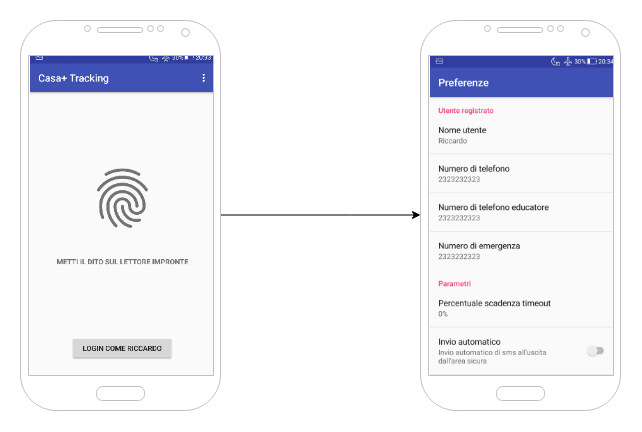 30% 20:33
Casa+ Tracking
METTI IL DITO SUL LETTORE IMPRONTE
LOGIN COME RICCARDO
30% 20:34
Preferenze
Utente registrato
Nome utente
Riccardo
Numero di telefono
2323232323
Numero di telefono educatore
2323232323
Numero di emergenza
2323232323
Parametri
Percentuale scadenza timeout
0%
Invio automatico
Invio automatico di sms all'uscita
dall'area sicura